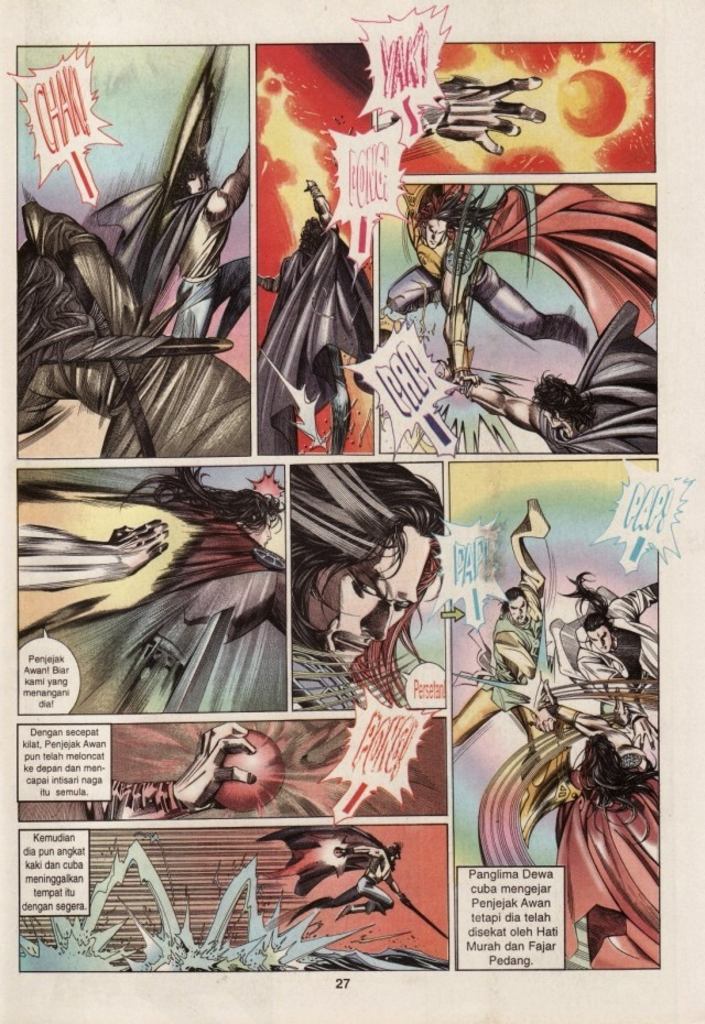 CHAK!
YAK!
PONG!
CHAK!
Penjejak
Awan! Biar
kami yang
menangani
dia!
Persetan
PAP!
PAP!
Dengan secepat
kilat, Penjejak Awan
pun telah meloncat
ke depan dan men-
capai intisari naga
itu semula.
PONG!
Kemudian
dia pun angkat
kaki dan cuba
meninggalkan
tempat itu
dengan segera.
Panglima Dewa
cuba mengejar
Penjejak Awan
tetapi dia telah
disekat oleh Hati
Murah dan Fajar
Pedang.
27